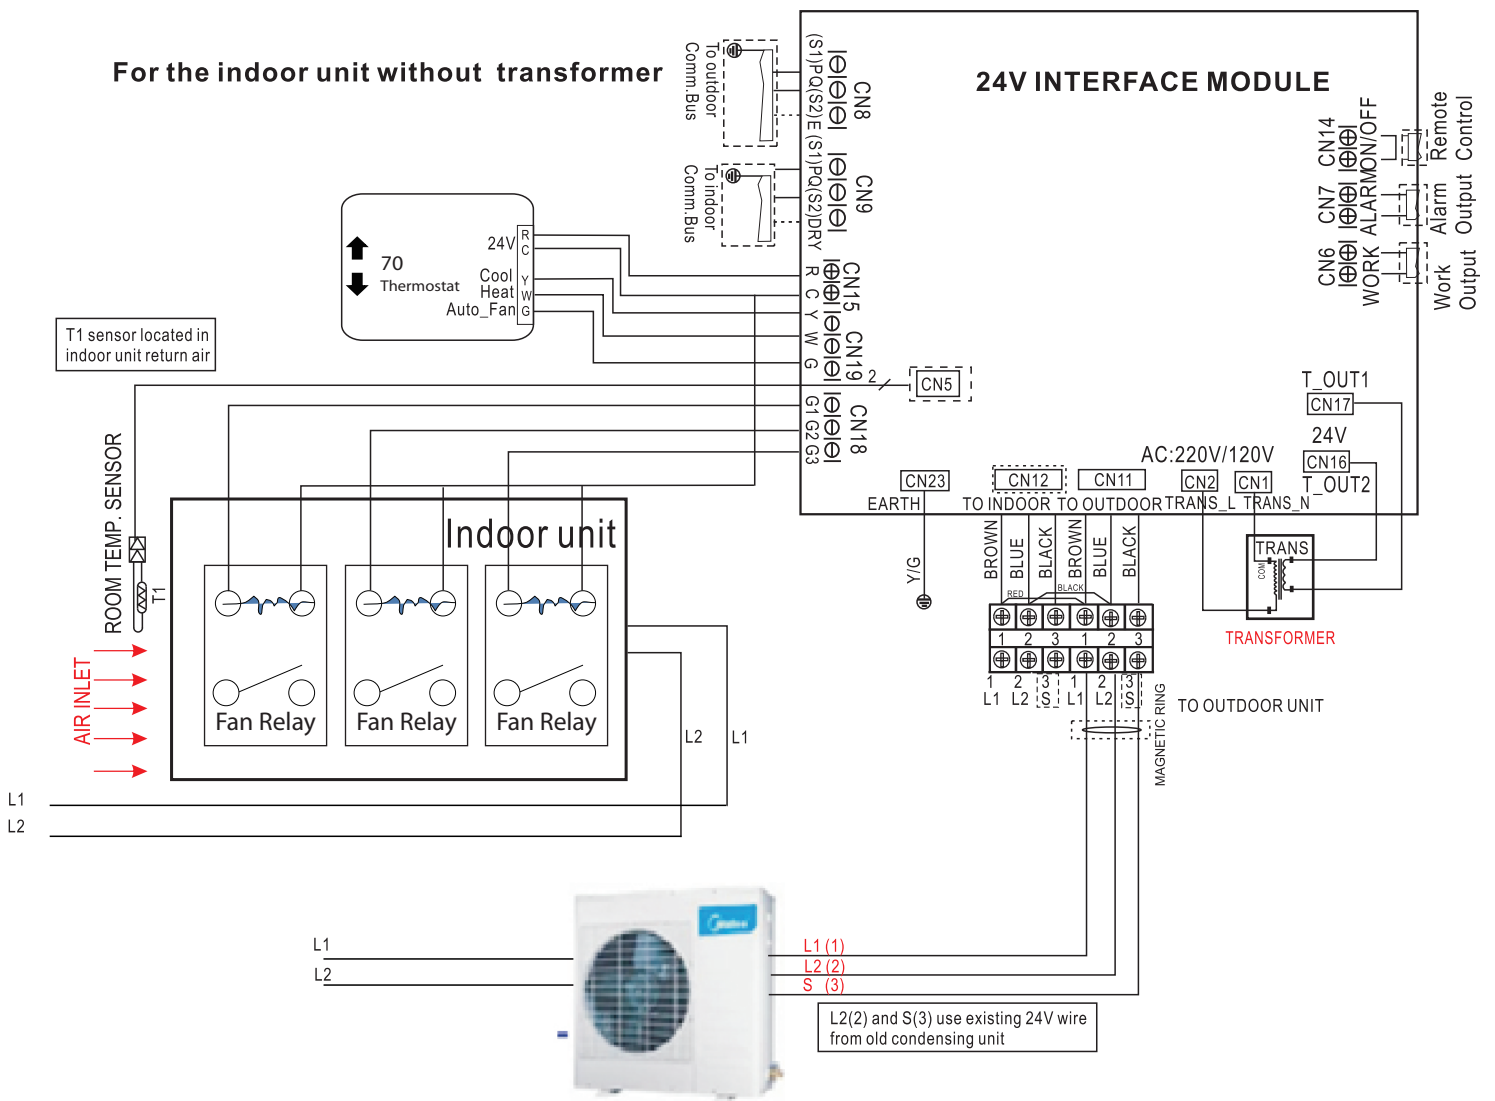 For the indoor unit without transformer
24V INTERFACE MODULE
To outdoor
Comm.Bus
(S1)PQ(S2)E
CN8
To indoor
Comm.Bus
(S1)PQ(S2)DRY
CN9
CN14
ON/OFF
Remote
Control
CN7
ALARM
Alarm
Output
CN6
WORK
Work
Output
70
Thermostat
24V
R
C
Cool
Y
Heat
W
Auto_Fan
G
R
C
CN15
Y
W
G
CN19
G1
G2
G3
CN18
2
CN5
T1 sensor located in
indoor unit return air
ROOM TEMP. SENSOR
T1
AIR INLET
Indoor unit
Fan Relay
Fan Relay
Fan Relay
L2
L1
L1
L2
T_OUT1
CN17
24V
CN16
T_OUT2
AC:220V/120V
CN23
CN12
CN11
CN2
CN1
EARTH
TO INDOOR
TO OUTDOOR
TRANS_L
TRANS_N
Y/G
BROWN
BLUE
BLACK
BROWN
BLUE
BLACK
RED
BLACK
TRANS
COM
TRANSFORMER
1 2 3 1 2 3
1 2 3 1 2 3
L1 L2 S L1 L2 S
TO OUTDOOR UNIT
MAGNETIC RING
L1
L2
Midea
L1 (1)
L2 (2)
S (3)
L2(2) and S(3) use existing 24V wire
from old condensing unit